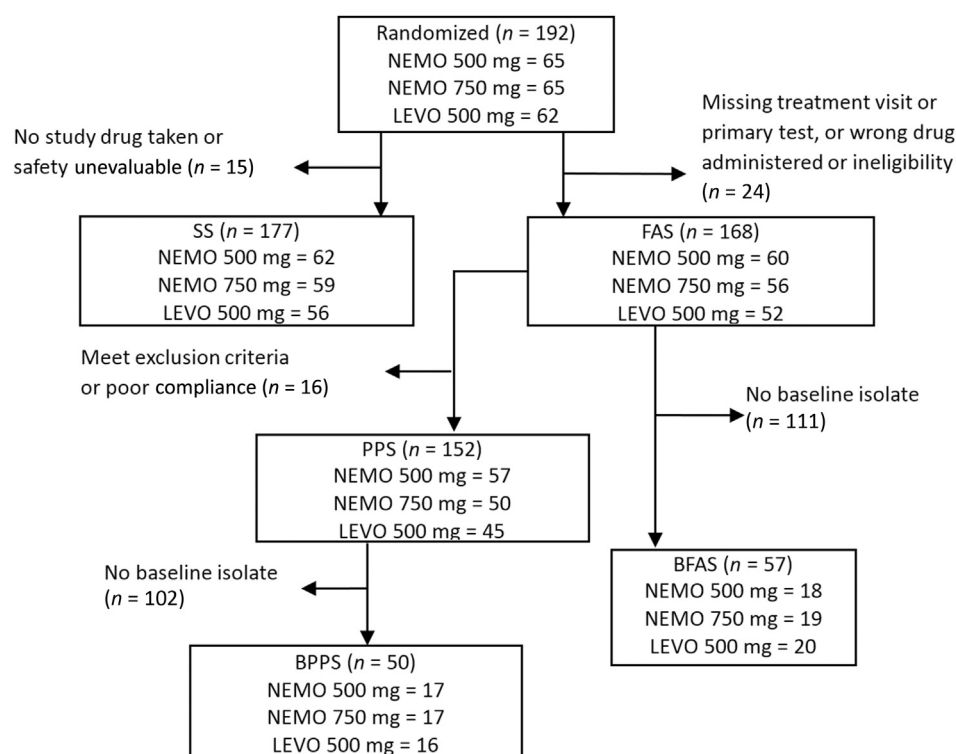 Randomized (n = 192)
NEMO 500 mg = 65
NEMO 750 mg = 65
LEVO 500 mg = 62
No study drug taken or
safety unevaluable (n = 15)
Missing treatment visit or
primary test, or wrong drug
administered or ineligibility
(n = 24)
SS (n = 177)
NEMO 500 mg = 62
NEMO 750 mg = 59
LEVO 500 mg = 56
FAS (n = 168)
NEMO 500 mg = 60
NEMO 750 mg = 56
LEVO 500 mg = 52
Meet exclusion criteria
or poor compliance (n = 16)
No baseline isolate
(n = 111)
PPS (n = 152)
NEMO 500 mg = 57
NEMO 750 mg = 50
LEVO 500 mg = 45
No baseline isolate
(n = 102)
BFAS (n = 57)
NEMO 500 mg = 18
NEMO 750 mg = 19
LEVO 500 mg = 20
BPPS (n = 50)
NEMO 500 mg = 17
NEMO 750 mg = 17
LEVO 500 mg = 16